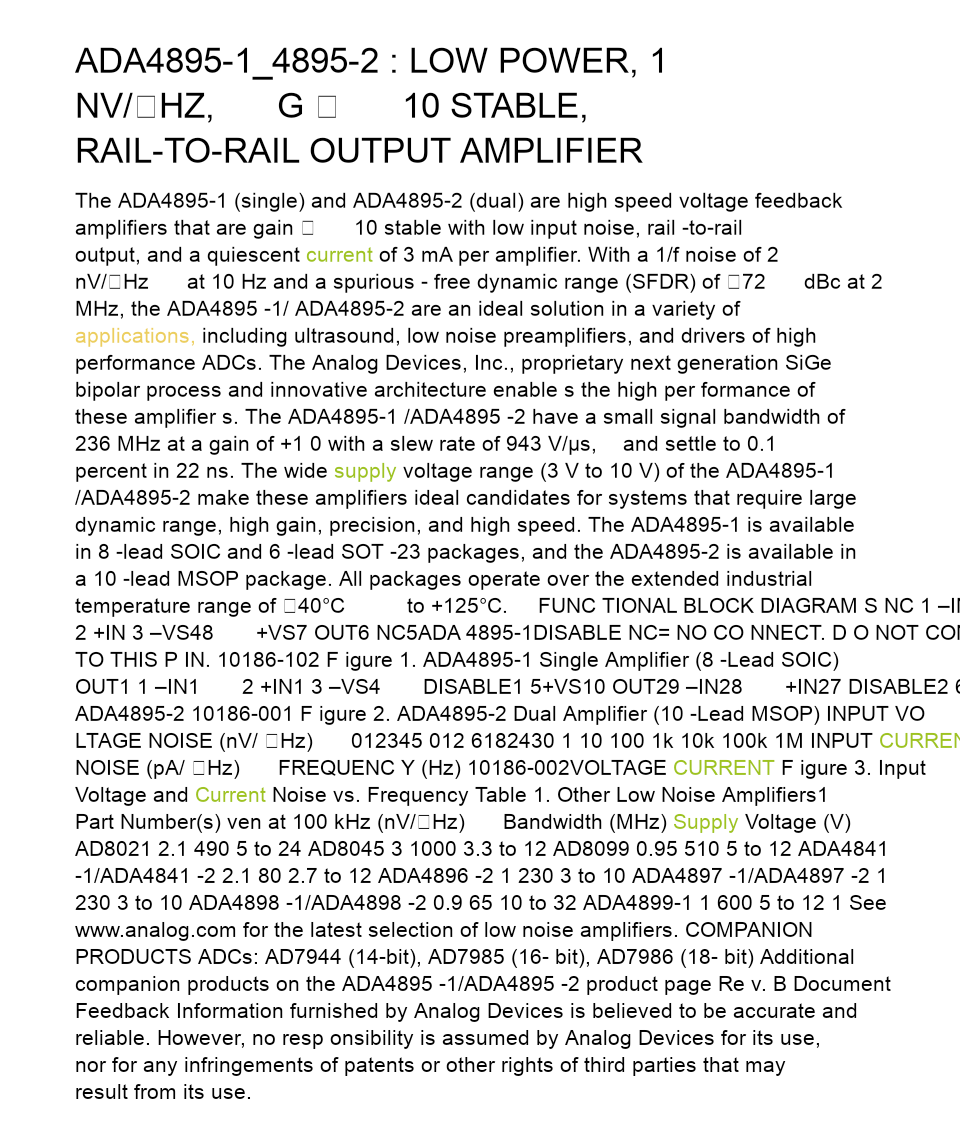 ADA4895-1_4895-2 : LOW POWER, 1
NV/□HZ, G □ 10 STABLE,
RAIL-TO-RAIL OUTPUT AMPLIFIER
The ADA4895-1 (single) and ADA4895-2 (dual) are high speed voltage feedback
amplifiers that are gain □ 10 stable with low input noise, rail -to-rail
output, and a quiescent current of 3 mA per amplifier. With a 1/f noise of 2
nV/□Hz at 10 Hz and a spurious - free dynamic range (SFDR) of □72 dBc at 2
MHz, the ADA4895 -1/ ADA4895-2 are an ideal solution in a variety of
applications, including ultrasound, low noise preamplifiers, and drivers of high
performance ADCs. The Analog Devices, Inc., proprietary next generation SiGe
bipolar process and innovative architecture enable s the high per formance of
these amplifier s. The ADA4895-1 /ADA4895 -2 have a small signal bandwidth of
236 MHz at a gain of +1 0 with a slew rate of 943 V/μs, and settle to 0.1
percent in 22 ns. The wide supply voltage range (3 V to 10 V) of the ADA4895-1
/ADA4895-2 make these amplifiers ideal candidates for systems that require large
dynamic range, high gain, precision, and high speed. The ADA4895-1 is available
in 8 -lead SOIC and 6 -lead SOT -23 packages, and the ADA4895-2 is available in
a 10 -lead MSOP package. All packages operate over the extended industrial
temperature range of □40°C to +125°C. FUNC TIONAL BLOCK DIAGRAM S NC 1 –IN
2 +IN 3 –VS48 +VS7 OUT6 NC5ADA 4895-1DISABLE NC= NO CO NNECT. D O NOT CON
TO THIS P IN. 10186-102 F igure 1. ADA4895-1 Single Amplifier (8 -Lead SOIC)
OUT1 1 –IN1 2 +IN1 3 –VS4 DISABLE1 5+VS10 OUT29 –IN28 +IN27 DISABLE2 6
ADA4895-2 10186-001 F igure 2. ADA4895-2 Dual Amplifier (10 -Lead MSOP) INPUT VO
LTAGE NOISE (nV/ □Hz) 012345 012 6182430 1 10 100 1k 10k 100k 1M INPUT CURREN
NOISE (pA/ □Hz) FREQUENC Y (Hz) 10186-002VOLTAGE CURRENT F igure 3. Input
Voltage and Current Noise vs. Frequency Table 1. Other Low Noise Amplifiers1
Part Number(s) ven at 100 kHz (nV/□Hz) Bandwidth (MHz) Supply Voltage (V)
AD8021 2.1 490 5 to 24 AD8045 3 1000 3.3 to 12 AD8099 0.95 510 5 to 12 ADA4841
-1/ADA4841 -2 2.1 80 2.7 to 12 ADA4896 -2 1 230 3 to 10 ADA4897 -1/ADA4897 -2 1
230 3 to 10 ADA4898 -1/ADA4898 -2 0.9 65 10 to 32 ADA4899-1 1 600 5 to 12 1 See
www.analog.com for the latest selection of low noise amplifiers. COMPANION
PRODUCTS ADCs: AD7944 (14-bit), AD7985 (16- bit), AD7986 (18- bit) Additional
companion products on the ADA4895 -1/ADA4895 -2 product page Re v. B Document
Feedback Information furnished by Analog Devices is believed to be accurate and
reliable. However, no resp onsibility is assumed by Analog Devices for its use,
nor for any infringements of patents or other rights of third parties that may
result from its use.